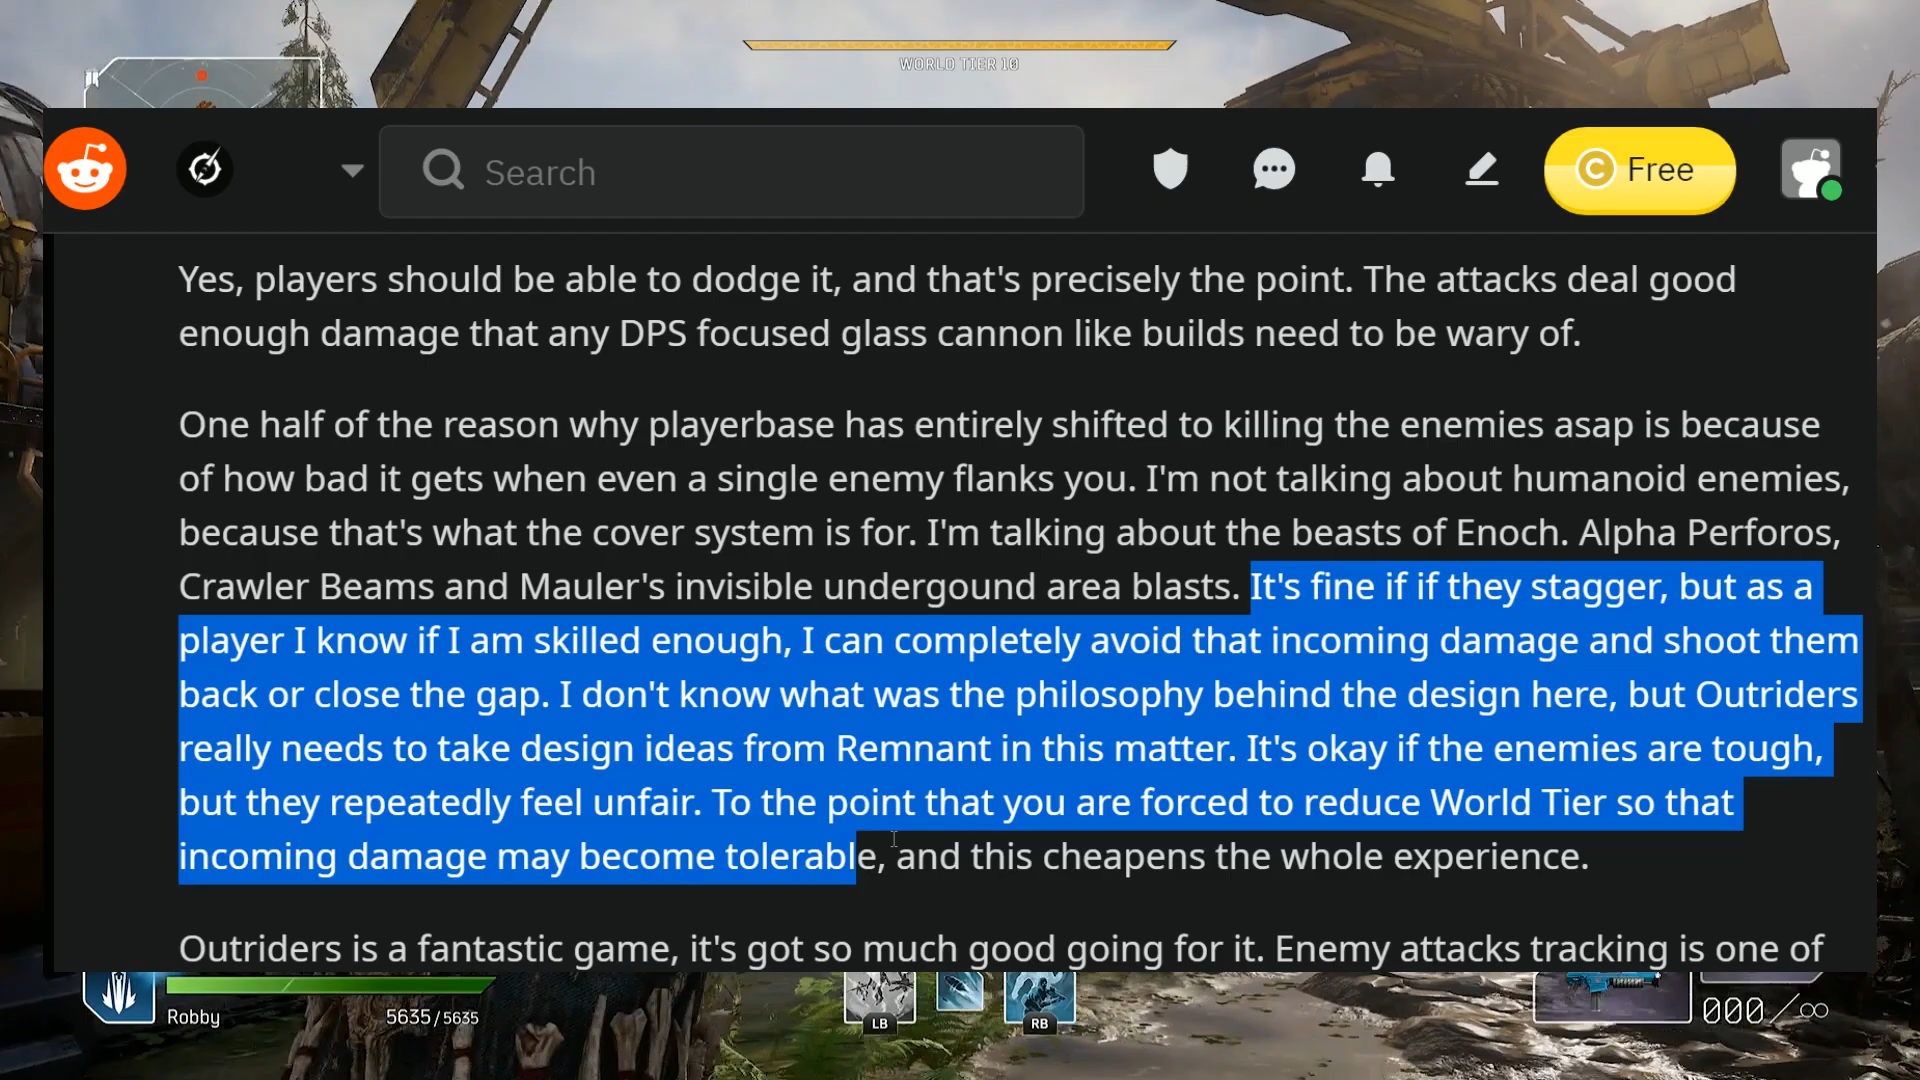 WORLD TIER 10
Search
Free
Yes, players should be able to dodge it, and that's precisely the point. The attacks deal good
enough damage that any DPS focused glass cannon like builds need to be wary of.
One half of the reason why playerbase has entirely shifted to killing the enemies asap is because
of how bad it gets when even a single enemy flanks you. I'm not talking about humanoid enemies,
because that's what the cover system is for. I'm talking about the beasts of Enoch. Alpha Perforos,
Crawler Beams and Mauler's invisible undergound area blasts. It's fine if if they stagger, but as a
player I know if I am skilled enough, I can completely avoid that incoming damage and shoot them
back or close the gap. I don't know what was the philosophy behind the design here, but Outriders
really needs to take design ideas from Remnant in this matter. It's okay if the enemies are tough,
but they repeatedly feel unfair. To the point that you are forced to reduce World Tier so that
incoming damage may become tolerable, and this cheapens the whole experience.
Outriders is a fantastic game, it's got so much good going for it. Enemy attacks tracking is one of
Robby
5635/5635
LB
RB
000/∞